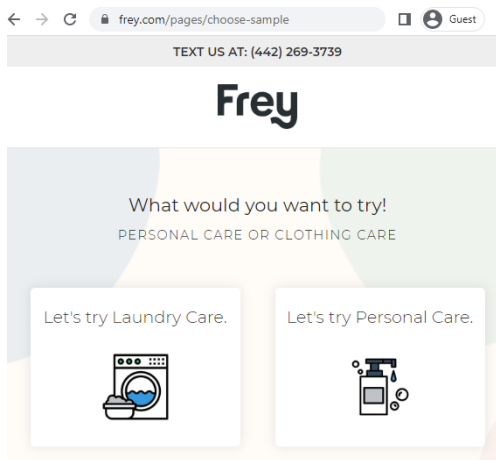 frey.com/pages/choose-sample
Guest
TEXT US AT: (442) 269-3739
Frey
What would you want to try!
PERSONAL CARE OR CLOTHING CARE
Let's try Laundry Care.
Let's try Personal Care.